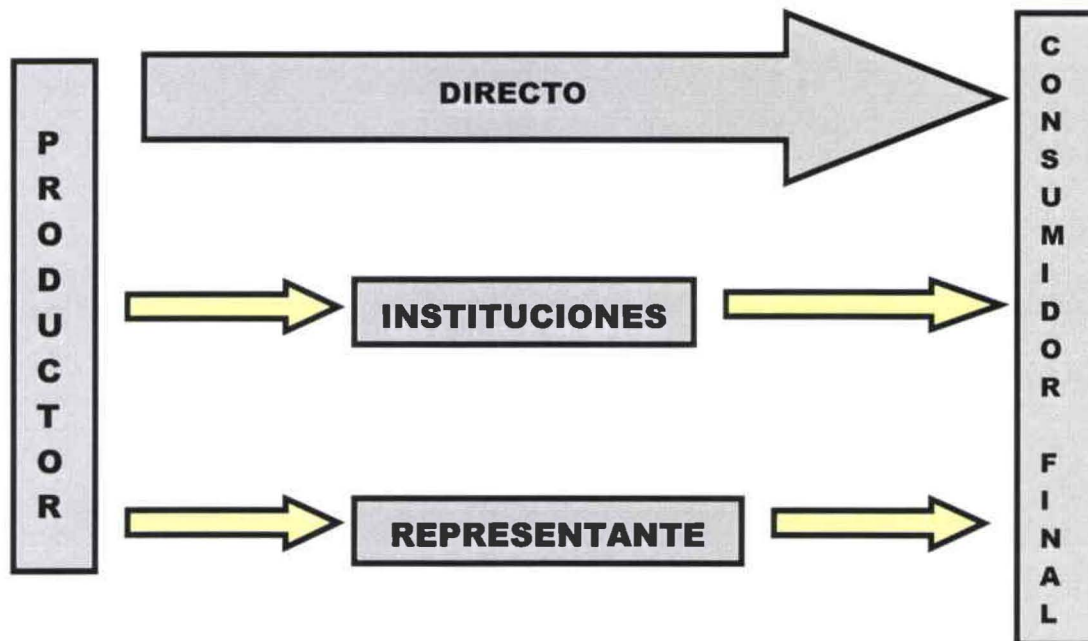 PRODUCTOR
DIRECTO
INSTITUCIONES
REPRESENTANTE
CONSUMIDOR FINAL